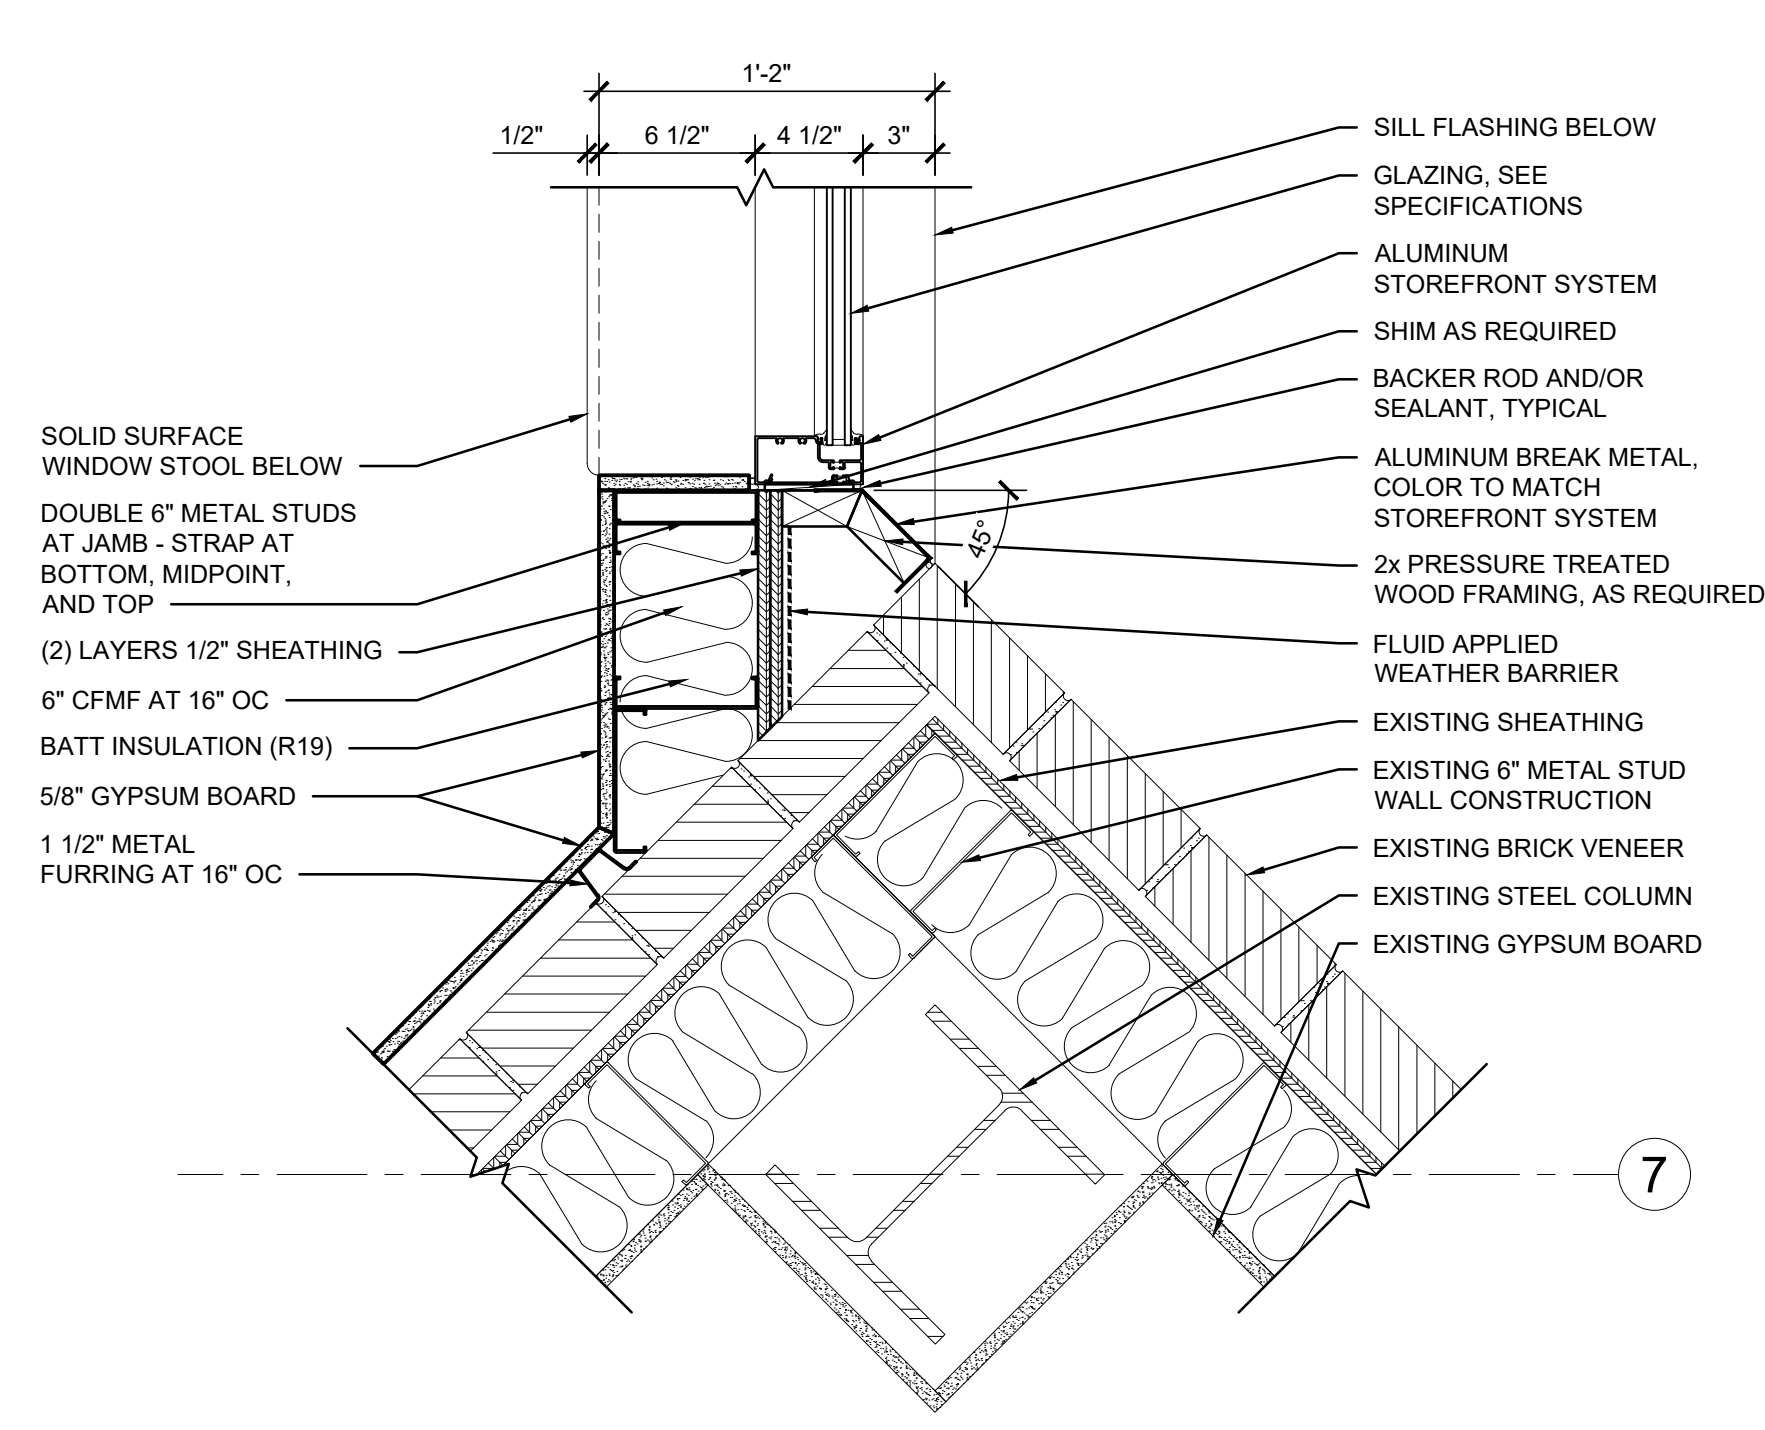 1'-2"
1/2"
6 1/2"
4 1/2"
3"
SILL FLASHING BELOW
GLAZING, SEE
SPECIFICATIONS
ALUMINUM
STOREFRONT SYSTEM
SHIM AS REQUIRED
BACKER ROD AND/OR
SEALANT, TYPICAL
ALUMINUM BREAK METAL,
COLOR TO MATCH
STOREFRONT SYSTEM
45°
2x PRESSURE TREATED
WOOD FRAMING, AS REQUIRED
FLUID APPLIED
WEATHER BARRIER
EXISTING SHEATHING
EXISTING 6" METAL STUD
WALL CONSTRUCTION
EXISTING BRICK VENEER
EXISTING STEEL COLUMN
EXISTING GYPSUM BOARD
SOLID SURFACE
WINDOW STOOL BELOW
DOUBLE 6" METAL STUDS
AT JAMB - STRAP AT
BOTTOM, MIDPOINT,
AND TOP
(2) LAYERS 1/2" SHEATHING
6" CFMF AT 16" OC
BATT INSULATION (R19)
5/8" GYPSUM BOARD
1 1/2" METAL
FURRING AT 16" OC
7